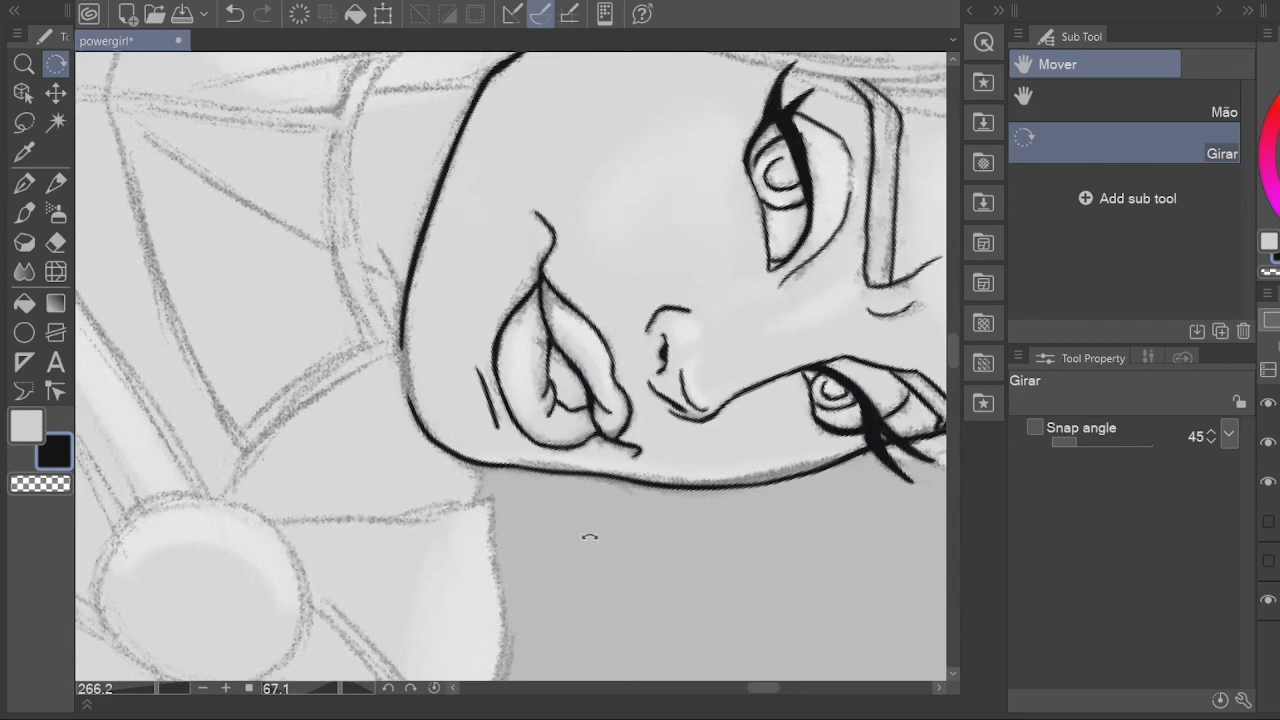 To
powergirl*
Sub Tool
Mover
Mão
Girar
Add sub tool
Tool Property
Girar
Snap angle
45
266.2
67.1